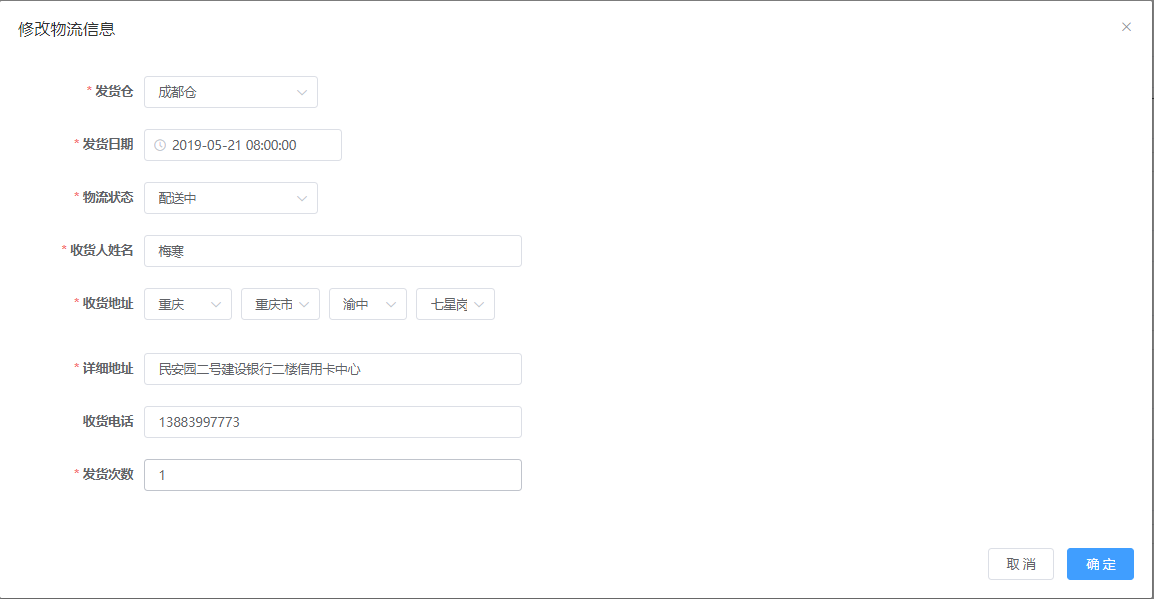 修改物流信息
* 发货仓 成都仓
* 发货日期 2019-05-21 08:00:00
* 物流状态 配送中
* 收货人姓名 梅寒
* 收货地址 重庆 重庆市 渝中 七星岗
* 详细地址 民安园二号建设银行二楼信用卡中心
收货电话 13883997773
* 发货次数 1
取消 确定